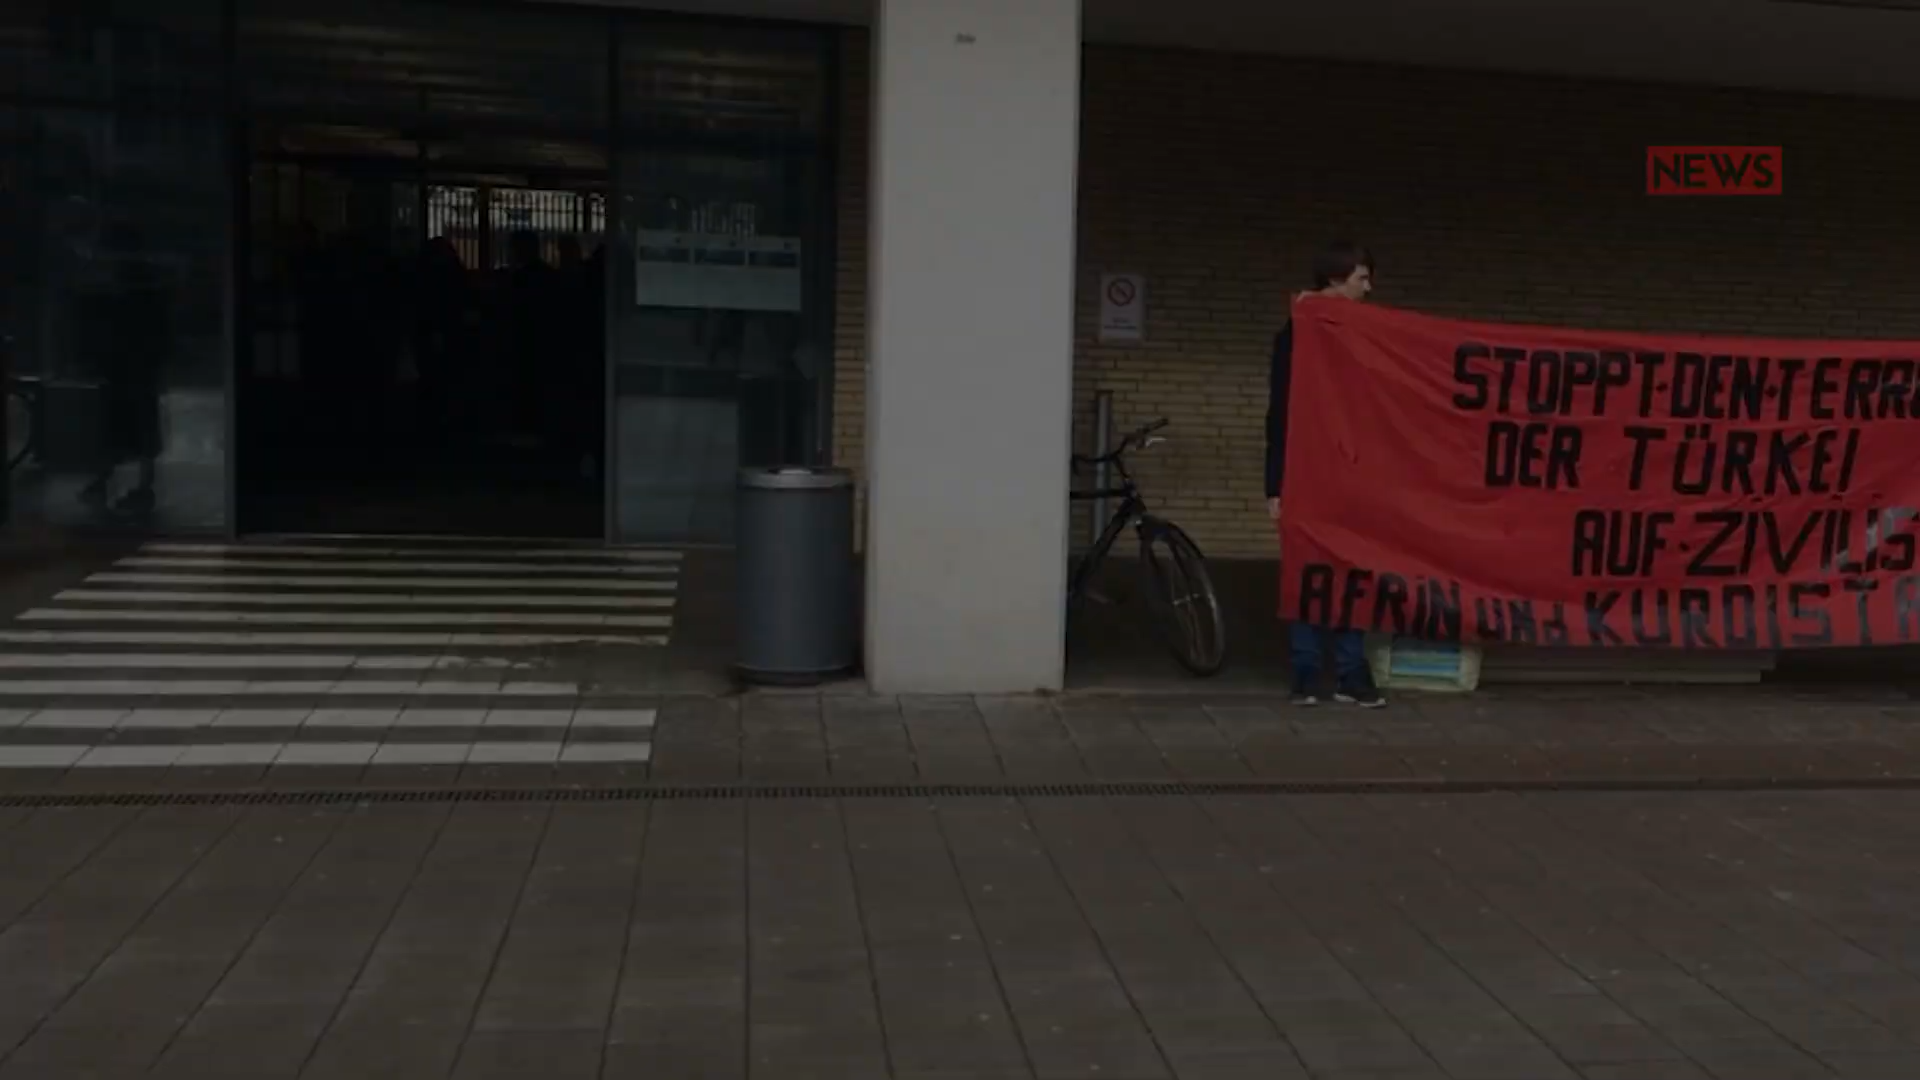 NEWS
STOPPT·DEN·TERR
DER TÜRKEI
AUF·ZIVILIS
AFRIN und KURDISTA